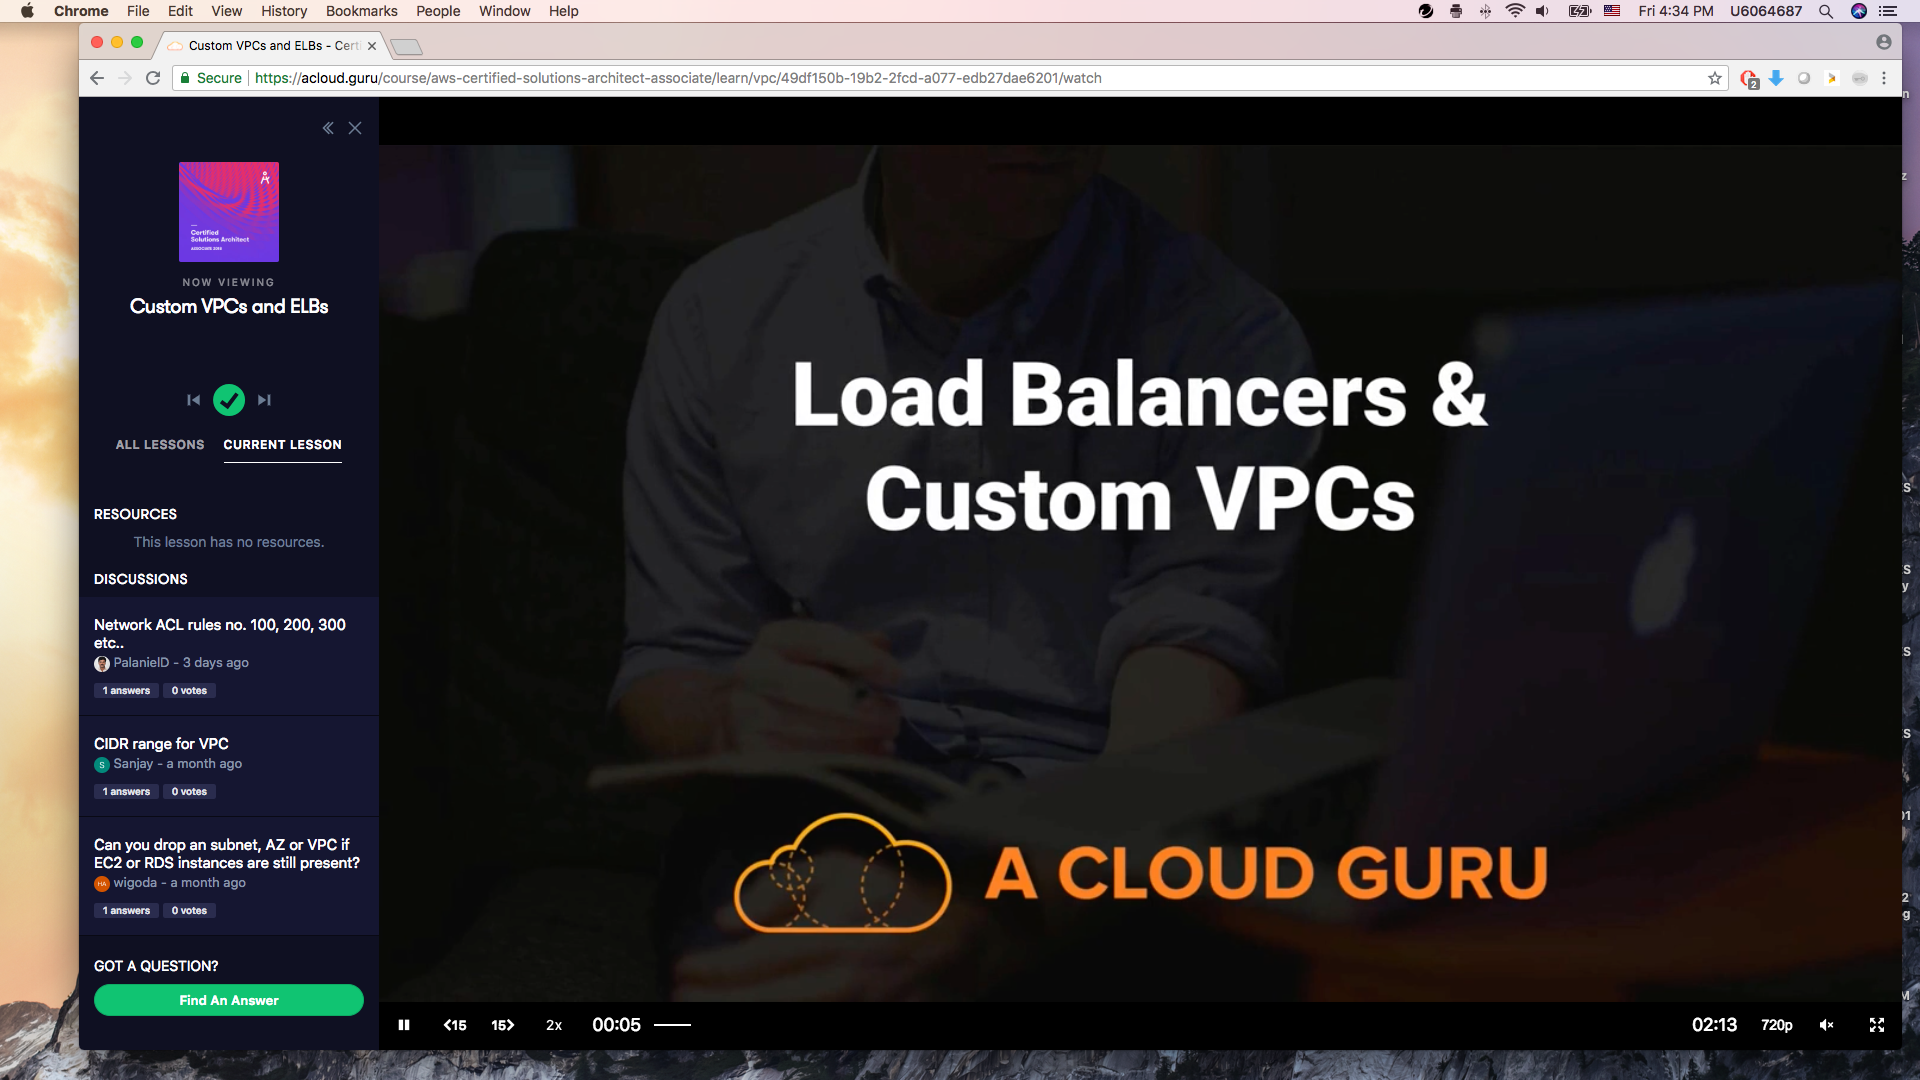 Chrome File Edit View History Bookmarks People Window Help
Fri 4:34 PM U6064687
Custom VPCs and ELBs - Certi
Secure https://acloud.guru/course/aws-certified-solutions-architect-associate/learn/vpc/49df150b-19b2-2fcd-a077-edb27dae6201/watch
2
Certified
Solutions Architect
ASSOCIATE 2018
NOW VIEWING
Custom VPCs and ELBs
ALL LESSONS CURRENT LESSON
RESOURCES
This lesson has no resources.
DISCUSSIONS
Network ACL rules no. 100, 200, 300
etc..
PalanielD - 3 days ago
1 answers 0 votes
CIDR range for VPC
S Sanjay - a month ago
1 answers 0 votes
Can you drop an subnet, AZ or VPC if
EC2 or RDS instances are still present?
HA wigoda - a month ago
1 answers 0 votes
GOT A QUESTION?
Find An Answer
Load Balancers &
Custom VPCs
A CLOUD GURU
<15 15> 2x 00:05 02:13 720p